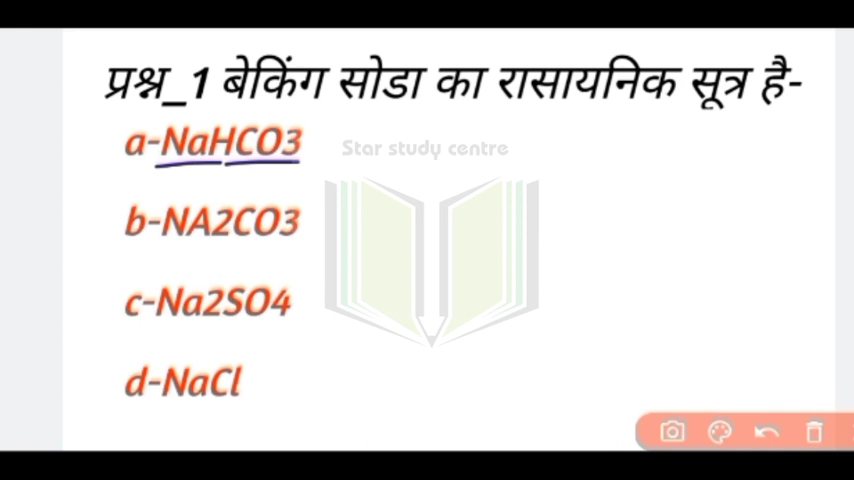 प्रश्न_1 बेकिंग सोडा का रासायनिक सूत्र है-
a-NaHCO3
Star study centre
b-NA2CO3
c-Na2SO4
d-NaCl